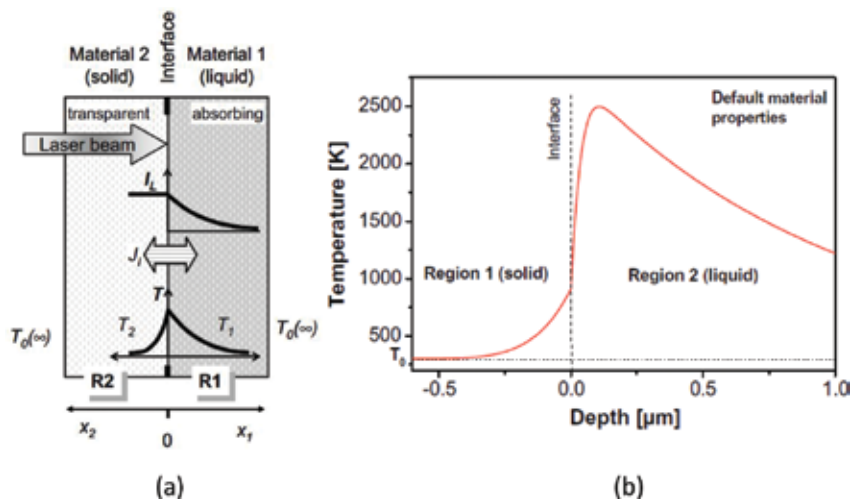 Material 2
(solid)
Interface
Material 1
(liquid)
transparent
absorbing
Laser beam
I_L
J_i
T
T_2
T_1
T_0(∞)
T_0(∞)
R2
R1
x_2
0
x_1
(a)
Temperature [K]
2500
2000
1500
1000
500
T_0
Interface
Default material
properties
Region 1 (solid)
Region 2 (liquid)
-0.5
0.0
0.5
1.0
Depth [µm]
(b)